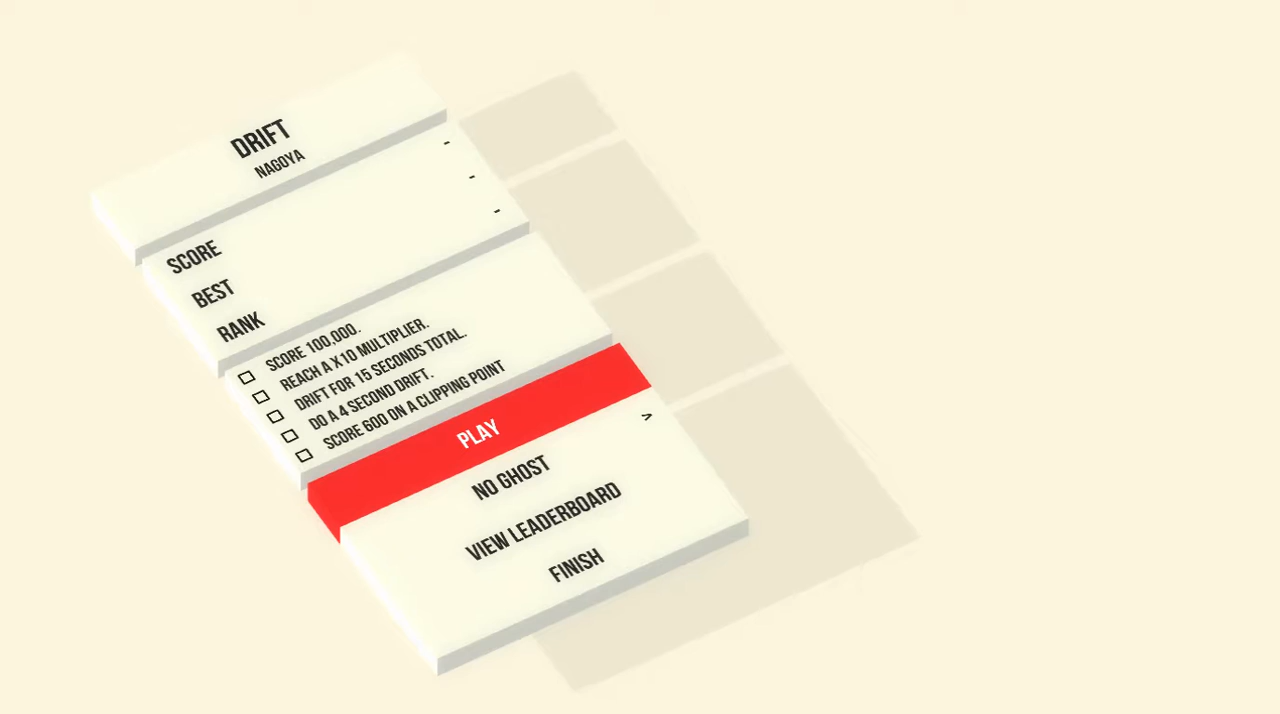 DRIFT
NAGOYA
SCORE -
BEST -
RANK -
SCORE 100,000.
REACH A X10 MULTIPLIER.
DRIFT FOR 15 SECONDS TOTAL.
DO A 4 SECOND DRIFT.
SCORE 600 ON A CLIPPING POINT
PLAY
NO GHOST >
VIEW LEADERBOARD
FINISH